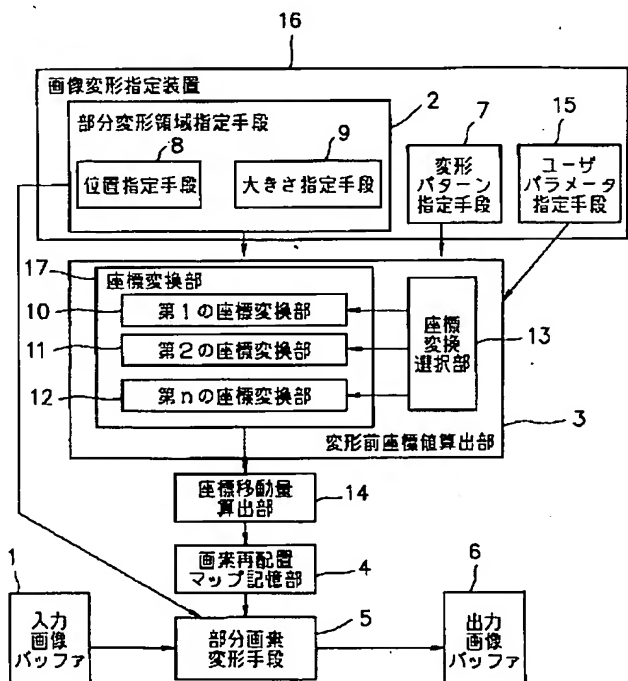 16
画像変形指定装置
2
部分変形領域指定手段
8
位置指定手段
9
大きさ指定手段
7
変形
パターン
指定手段
15
ユーザ
パラメータ
指定手段
17
座標変換部
10
第1の座標変換部
11
第2の座標変換部
12
第nの座標変換部
座標
変換
選択部
13
3
変形前座標値算出部
座標移動量
算出部
14
画素再配置
マップ記憶部
4
1
入力
画像
バッファ
部分画素
変形手段
5
6
出力
画像
バッファ